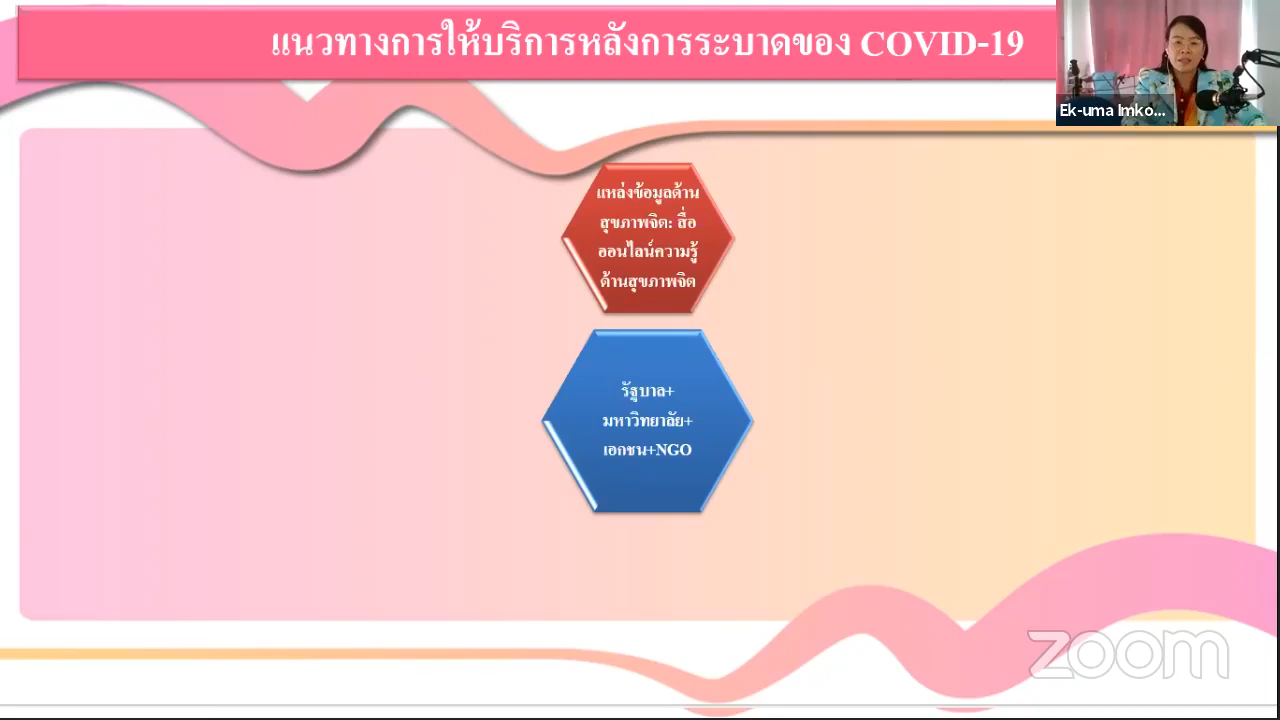 แนวทางการให้บริการหลังการระบาดของ COVID-19
Ek-uma Imko...
แหล่งข้อมูลด้าน
สุขภาพจิต: สื่อ
ออนไลน์ความรู้
ด้านสุขภาพจิต
รัฐบาล+
มหาวิทยาลัย+
เอกชน+NGO
zoom